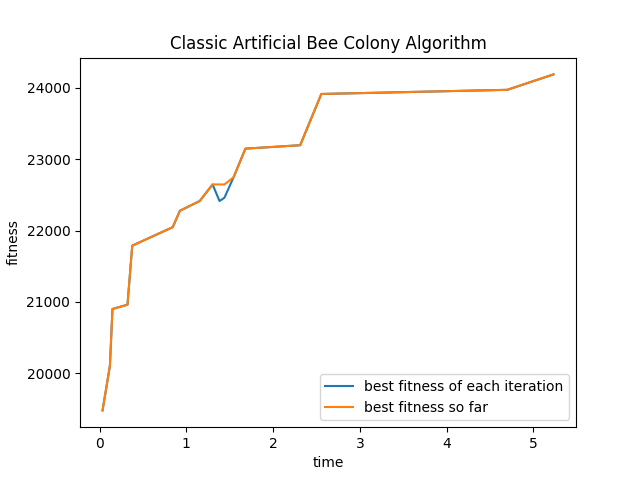 Classic Artificial Bee Colony Algorithm
fitness
24000
23000
22000
21000
20000
best fitness of each iteration
best fitness so far
0 1 2 3 4 5
time